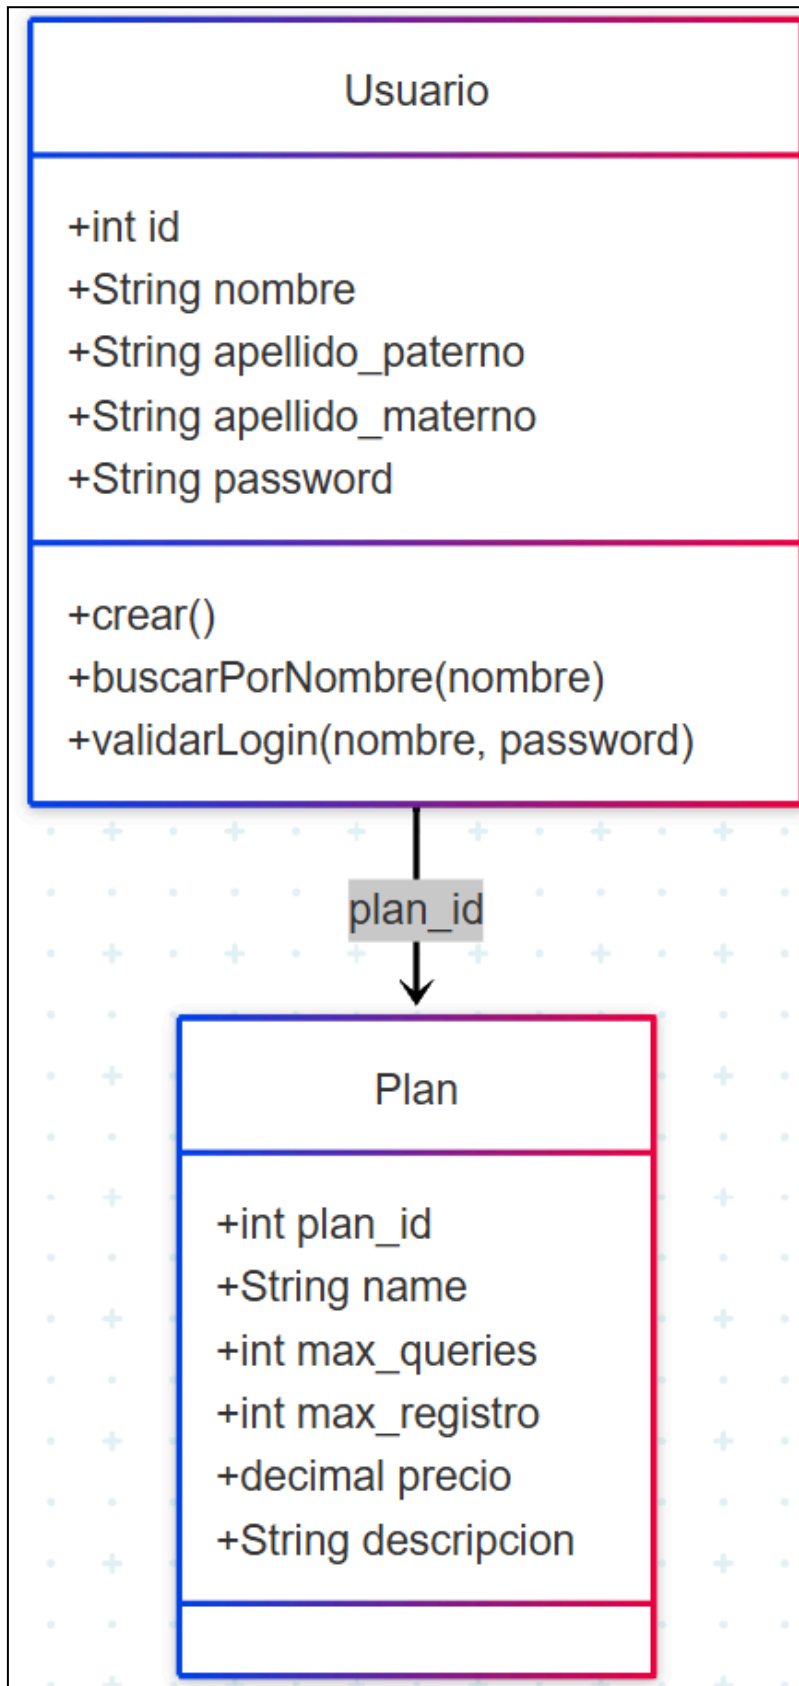 Usuario
+int id
+String nombre
+String apellido_paterno
+String apellido_materno
+String password
+crear()
+buscarPorNombre(nombre)
+validarLogin(nombre, password)
plan_id
Plan
+int plan_id
+String name
+int max_queries
+int max_registro
+decimal precio
+String descripcion